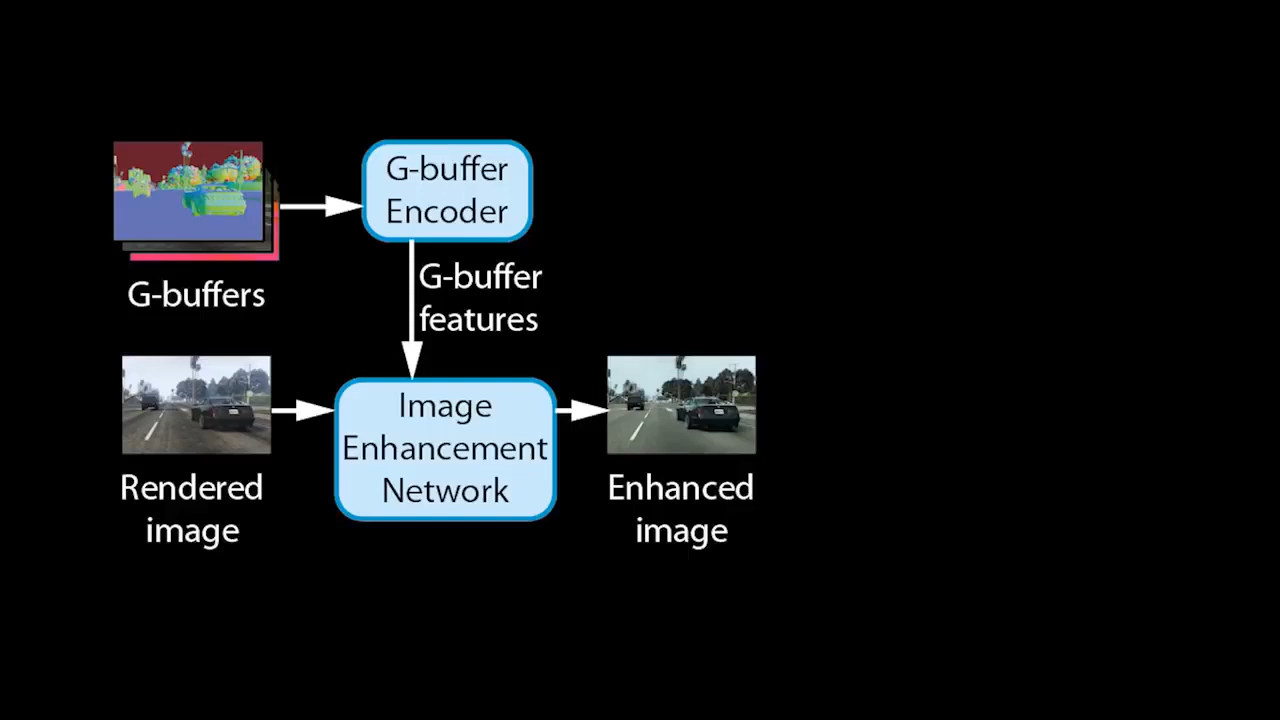 G-buffer
Encoder
G-buffers
G-buffer
features
Rendered
image
Image
Enhancement
Network
Enhanced
image